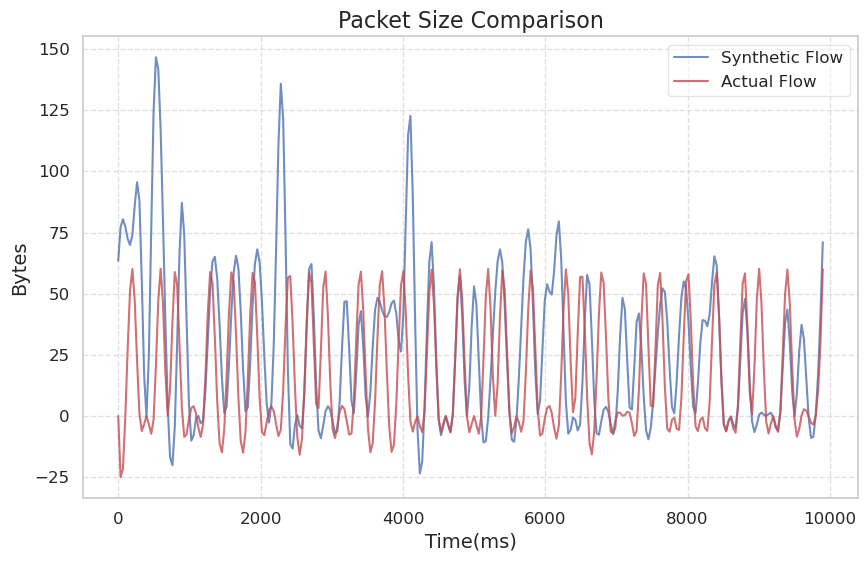 Packet Size Comparison
Synthetic Flow
Actual Flow
Bytes
150
125
100
75
50
25
0
−25
0 2000 4000 6000 8000 10000
Time(ms)